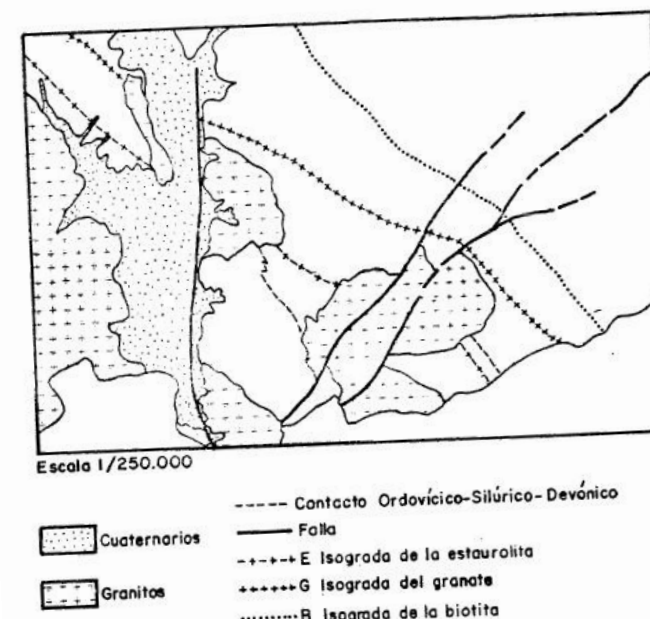 Escala 1/250.000
Contacto Ordovícico-Silúrico-Devónico
Cuaternarios
Falla
E Isograda de la estaurolita
Granitos
G Isograda del granate
B Isograda de la biotita